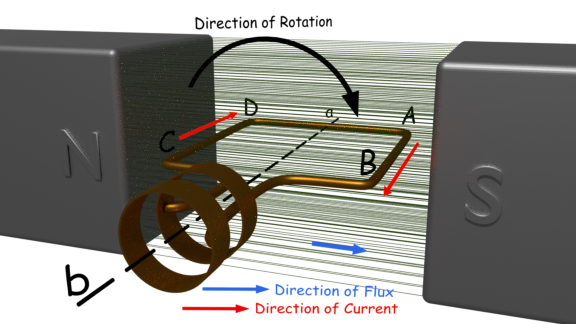 Direction of Rotation
D
a
A
C
B
N
S
b
Direction of Flux
Direction of Current